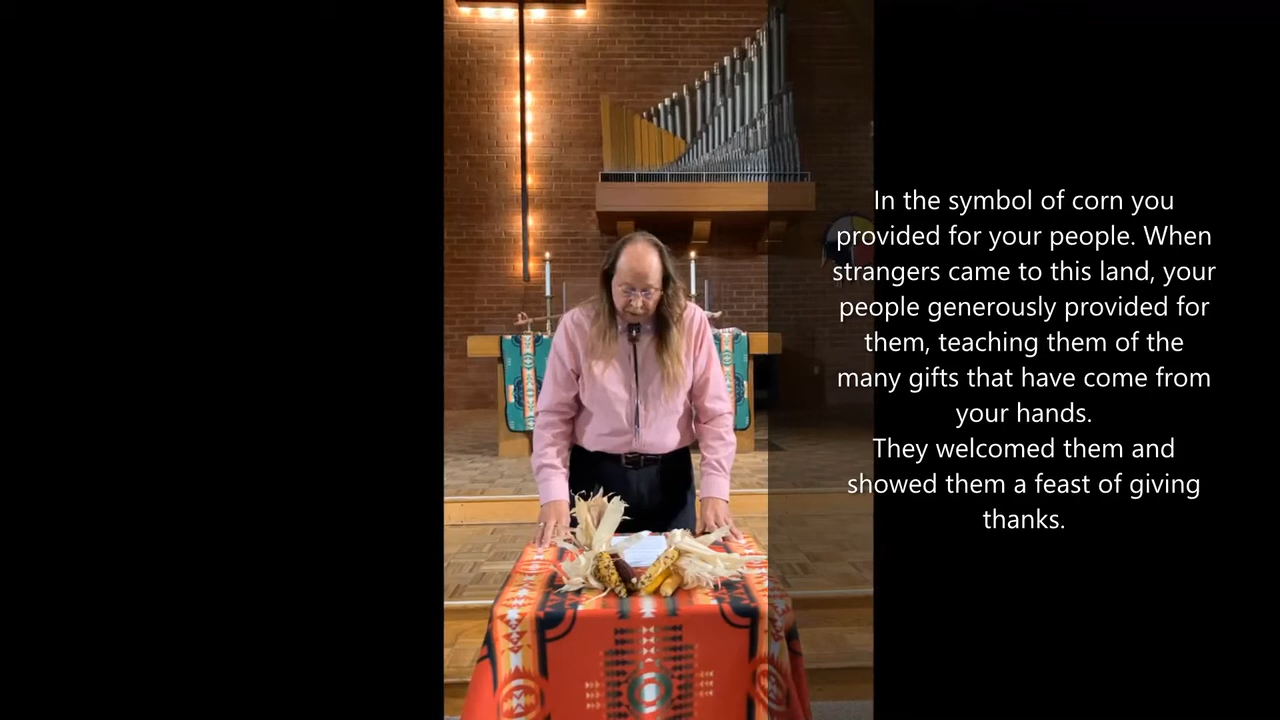 In the symbol of corn you
provided for your people. When
strangers came to this land, your
people generously provided for
them, teaching them of the
many gifts that have come from
your hands.
They welcomed them and
showed them a feast of giving
thanks.